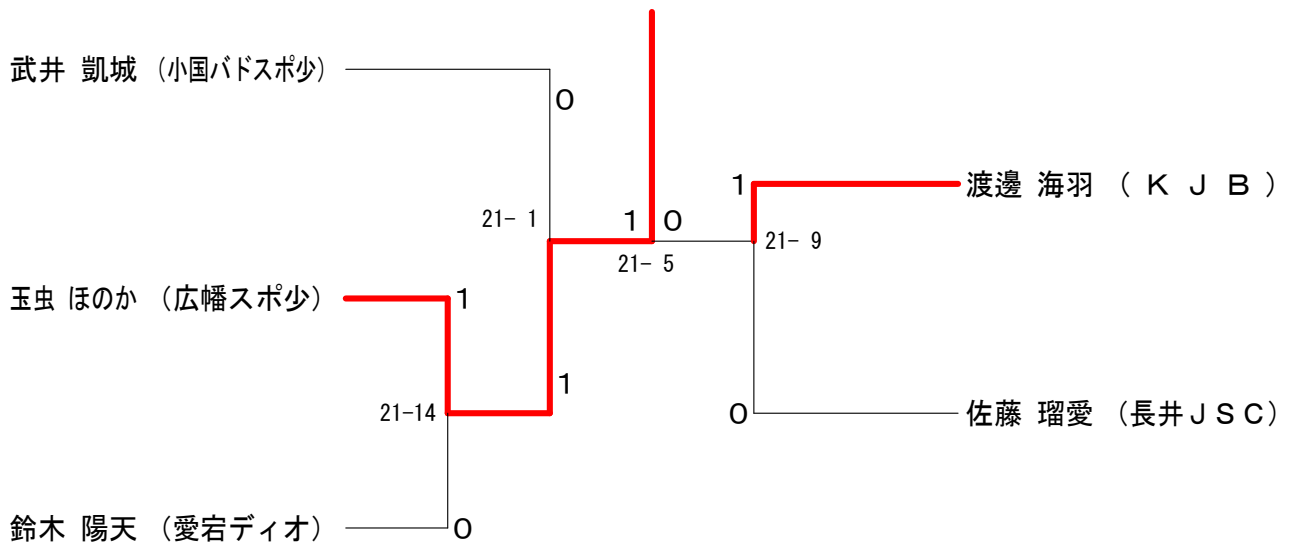 武井 凱城 (小国バドスポ少)
0
1
渡邊 海羽 ( K J B )
21- 1
1 0
21- 9
21- 5
玉虫 ほのか (広幡スポ少)
1
1
21-14
0
佐藤 瑠愛 (長井JSC)
鈴木 陽天 (愛宕ディオ)
0